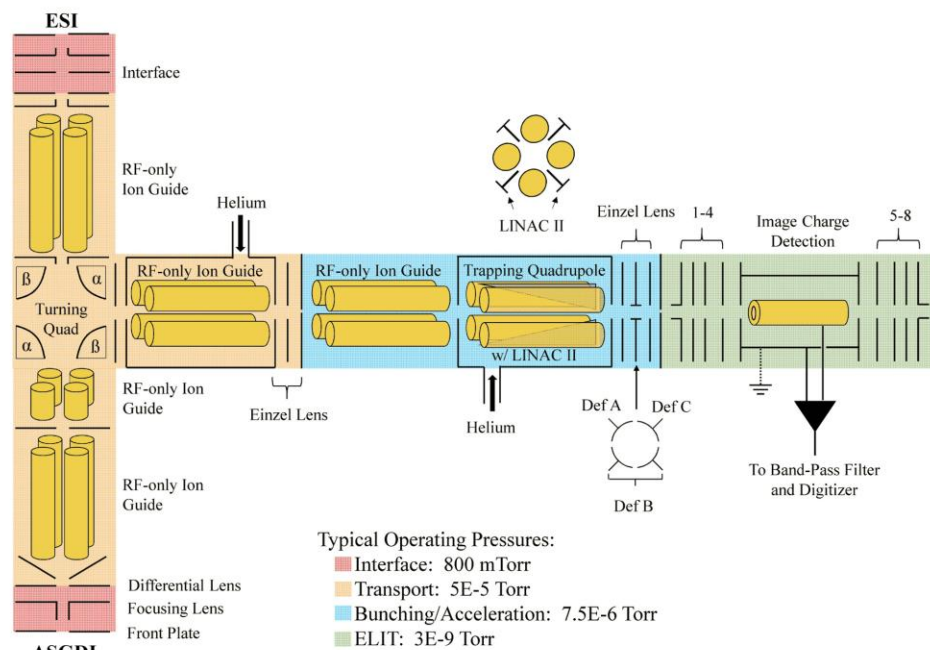 ESI
Interface
RF-only
Ion Guide
Helium
LINAC II
Einzel Lens
1-4
Image Charge
Detection
5-8
β
α
Turning
Quad
α
β
RF-only Ion Guide
RF-only Ion Guide
Trapping Quadrupole
w/ LINAC II
RF-only Ion
Guide
Einzel Lens
Helium
Def A
Def C
Def B
To Band-Pass Filter
and Digitizer
RF-only Ion
Guide
Differential Lens
Focusing Lens
Front Plate
Typical Operating Pressures:
Interface: 800 mTorr
Transport: 5E-5 Torr
Bunching/Acceleration: 7.5E-6 Torr
ELIT: 3E-9 Torr